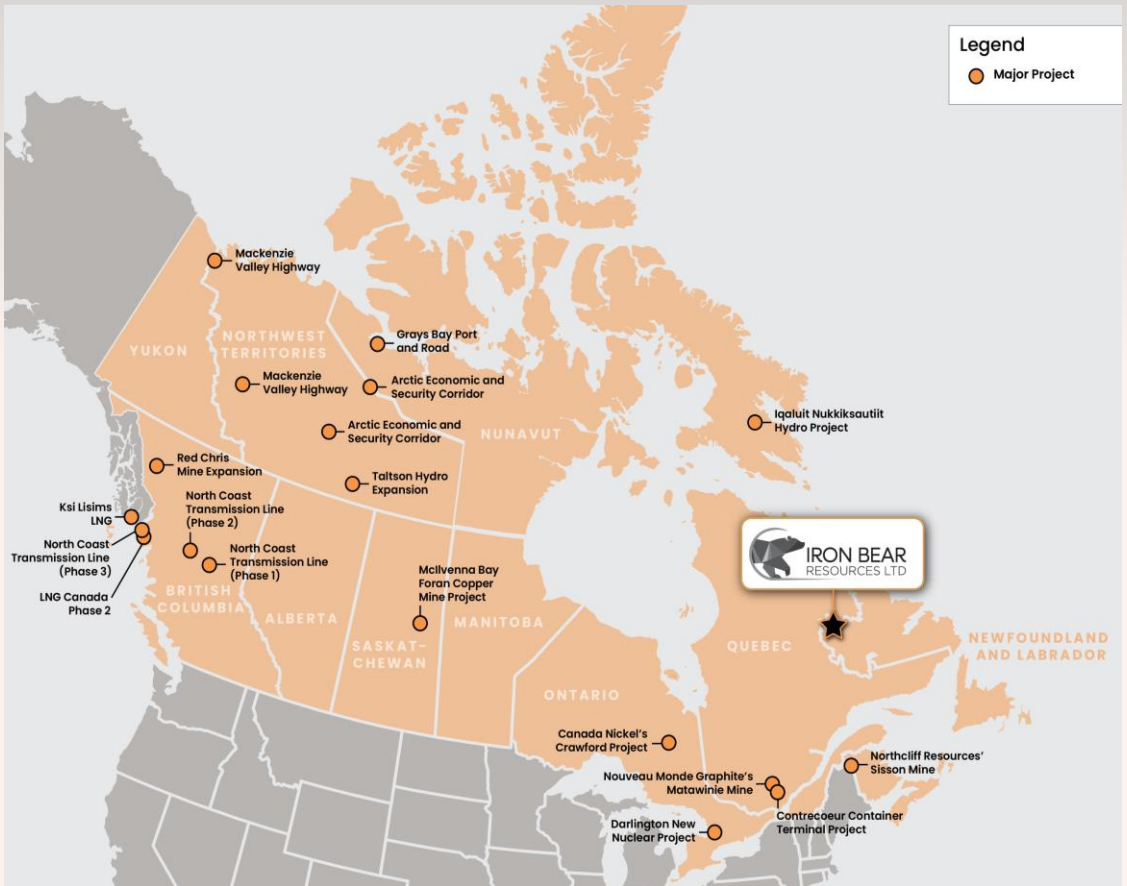 Legend
Major Project
Mackenzie
Valley Highway
Grays Bay Port
and Road
NORTHWEST
TERRITORIES
YUKON
Mackenzie
Valley Highway
Arctic Economic and
Security Corridor
Iqaluit Nukkiksautiit
Hydro Project
Arctic Economic and
Security Corridor
NUNAVUT
Red Chris
Mine Expansion
Taltson Hydro
Expansion
North Coast
Transmission Line
(Phase 2)
Ksi Lisims
LNG
North Coast
Transmission Line
(Phase 3)
North Coast
Transmission Line
(Phase 1)
LNG Canada
Phase 2
BRITISH
COLUMBIA
ALBERTA
McIlvenna Bay
Foran Copper
Mine Project
SASKAT-
CHEWAN
MANITOBA
IRON BEAR
RESOURCES LTD
QUEBEC
NEWFOUNDLAND
AND LABRADOR
ONTARIO
Canada Nickel's
Crawford Project
Northcliff Resources'
Sisson Mine
Nouveau Monde Graphite's
Matawinie Mine
Contrecoeur Container
Terminal Project
Darlington New
Nuclear Project